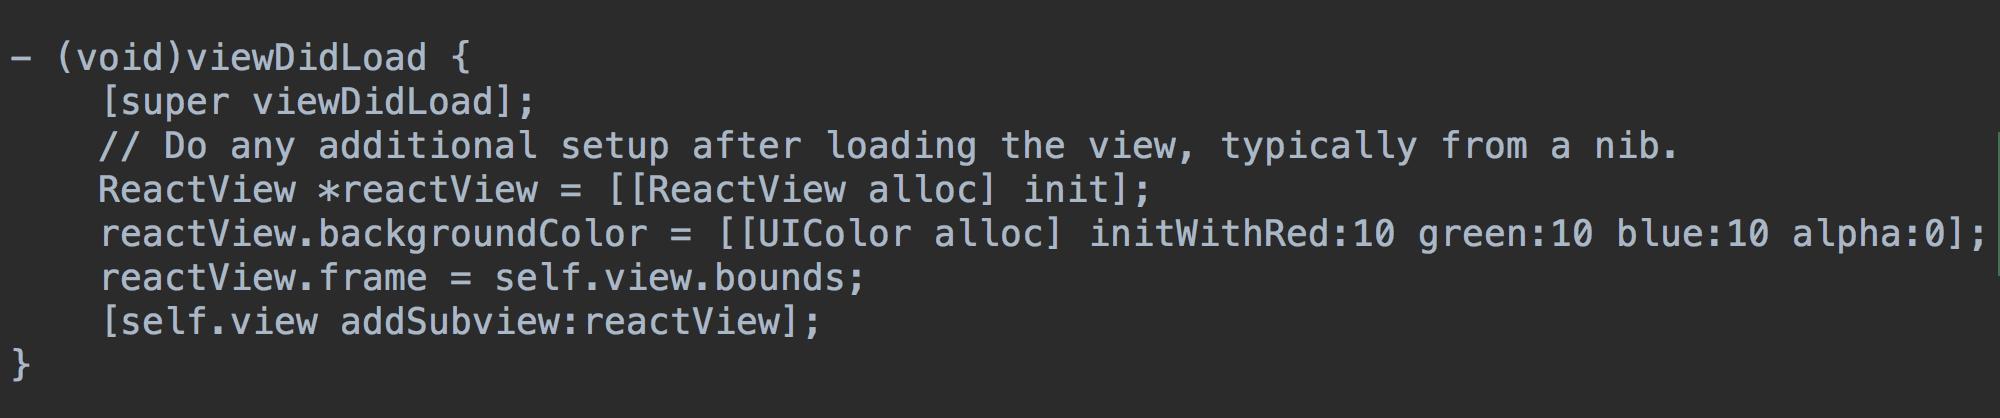 - (void)viewDidLoad {
    [super viewDidLoad];
    // Do any additional setup after loading the view, typically from a nib.
    ReactView *reactView = [[ReactView alloc] init];
    reactView.backgroundColor = [[UIColor alloc] initWithRed:10 green:10 blue:10 alpha:0];
    reactView.frame = self.view.bounds;
    [self.view addSubview:reactView];
}